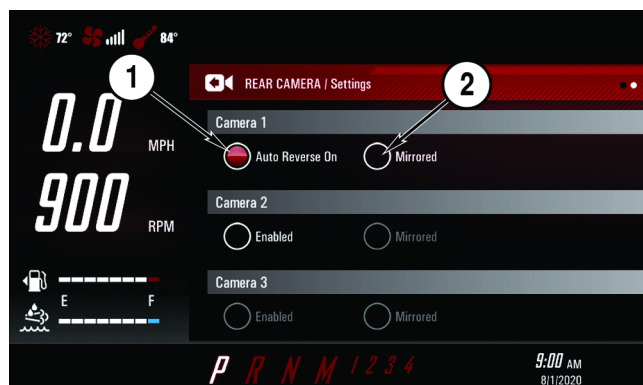 72° 84°
1
2
REAR CAMERA / Settings
0.0 MPH
900 RPM
E F
Camera 1
Auto Reverse On Mirrored
Camera 2
Enabled Mirrored
Camera 3
Enabled Mirrored
P R N M 1 2 3 4
9:00 AM
8/1/2020